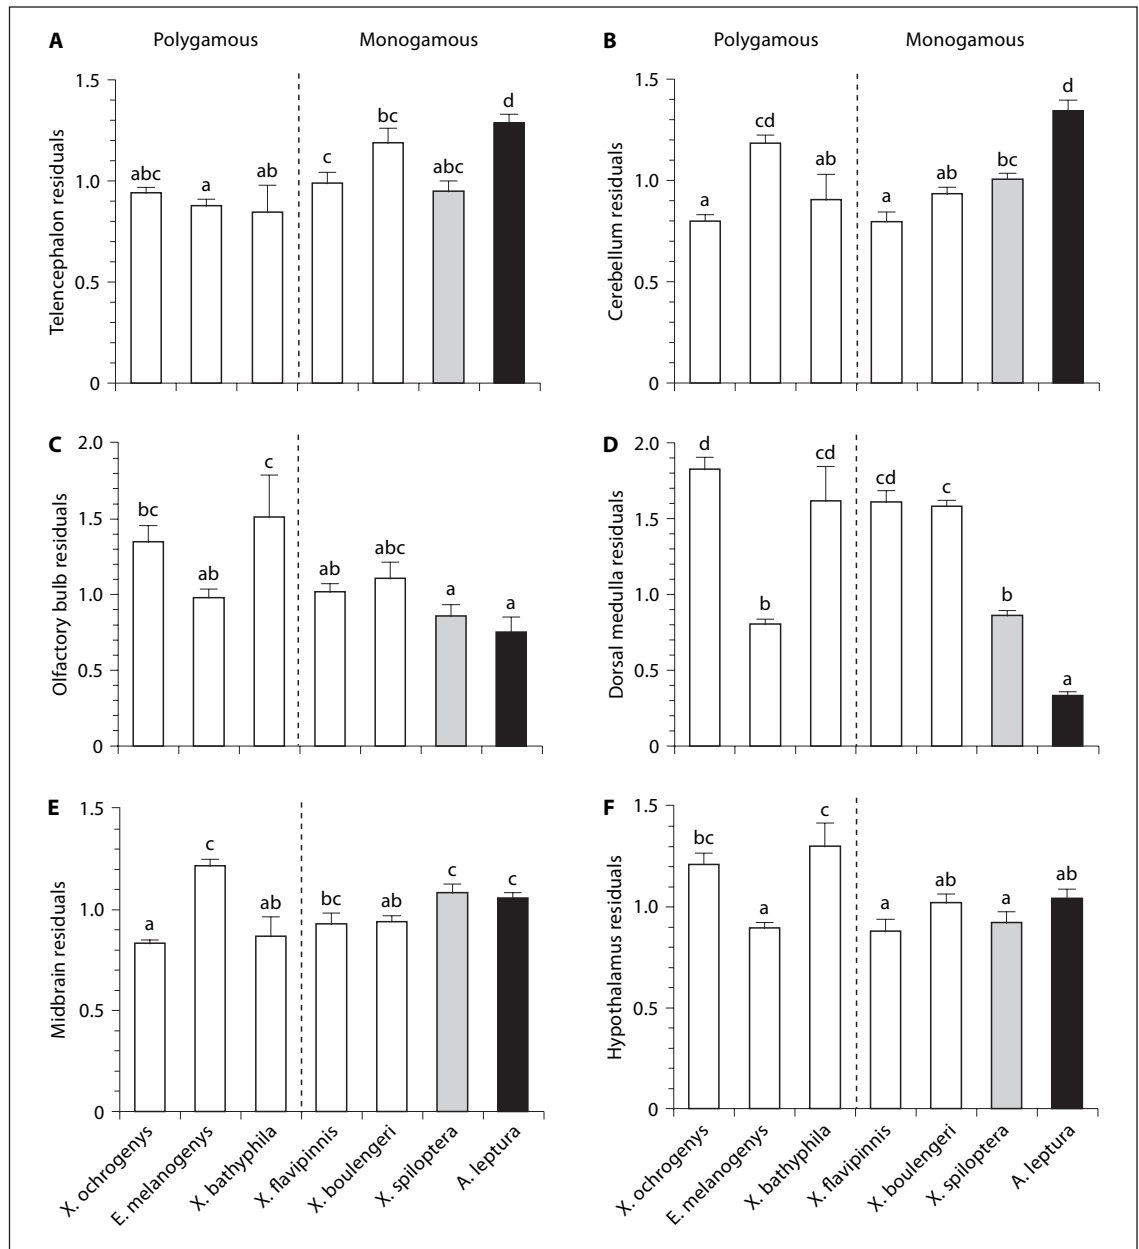 A Polygamous Monogamous
Telencephalon residuals
1.5
1.0
0.5
0
abc a ab c bc abc d
B Polygamous Monogamous
Cerebellum residuals
1.5
1.0
0.5
0
a cd ab a ab bc d
C
Olfactory bulb residuals
2.0
1.5
1.0
0.5
0
bc ab c ab abc a a
D
Dorsal medulla residuals
2.0
1.5
1.0
0.5
0
d b cd cd c b a
E
Midbrain residuals
1.5
1.0
0.5
0
a c ab bc ab c c
X. ochrogenys
E. melanogenys
X. bathyphila
X. flavipinnis
X. boulengeri
X. spiloptera
A. leptura
F
Hypothalamus residuals
1.5
1.0
0.5
0
bc a c a ab a ab
X. ochrogenys
E. melanogenys
X. bathyphila
X. flavipinnis
X. boulengeri
X. spiloptera
A. leptura